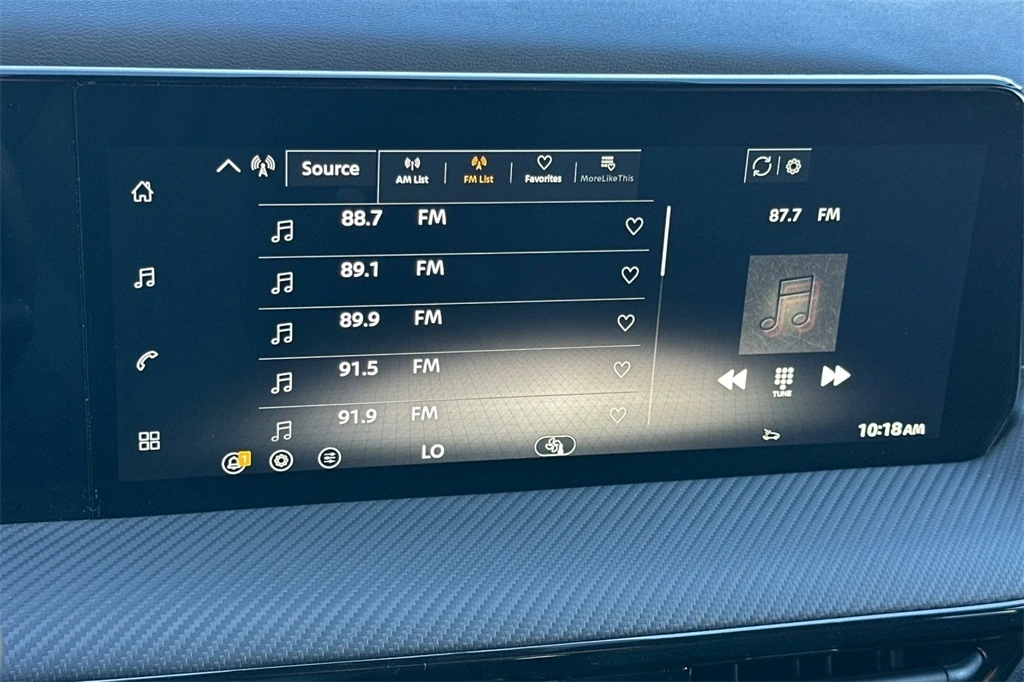 Source
AM List
FM List
Favorites
MoreLikeThis
87.7 FM
88.7 FM
89.1 FM
89.9 FM
91.5 FM
91.9 FM
TUNE
10:18AM
1
LO